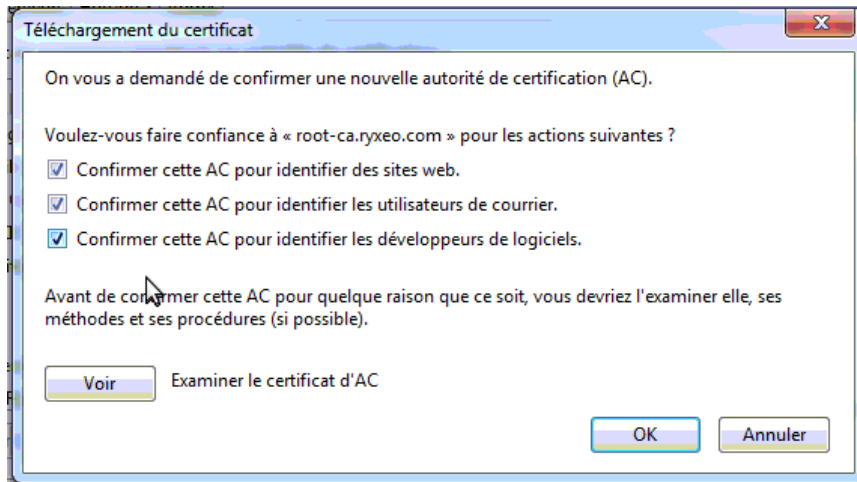 Téléchargement du certificat
On vous a demandé de confirmer une nouvelle autorité de certification (AC).
Voulez-vous faire confiance à « root-ca.ryxeo.com » pour les actions suivantes ?
Confirmer cette AC pour identifier des sites web.
Confirmer cette AC pour identifier les utilisateurs de courrier.
Confirmer cette AC pour identifier les développeurs de logiciels.
Avant de confirmer cette AC pour quelque raison que ce soit, vous devriez l'examiner elle, ses
méthodes et ses procédures (si possible).
Voir Examiner le certificat d'AC
OK Annuler